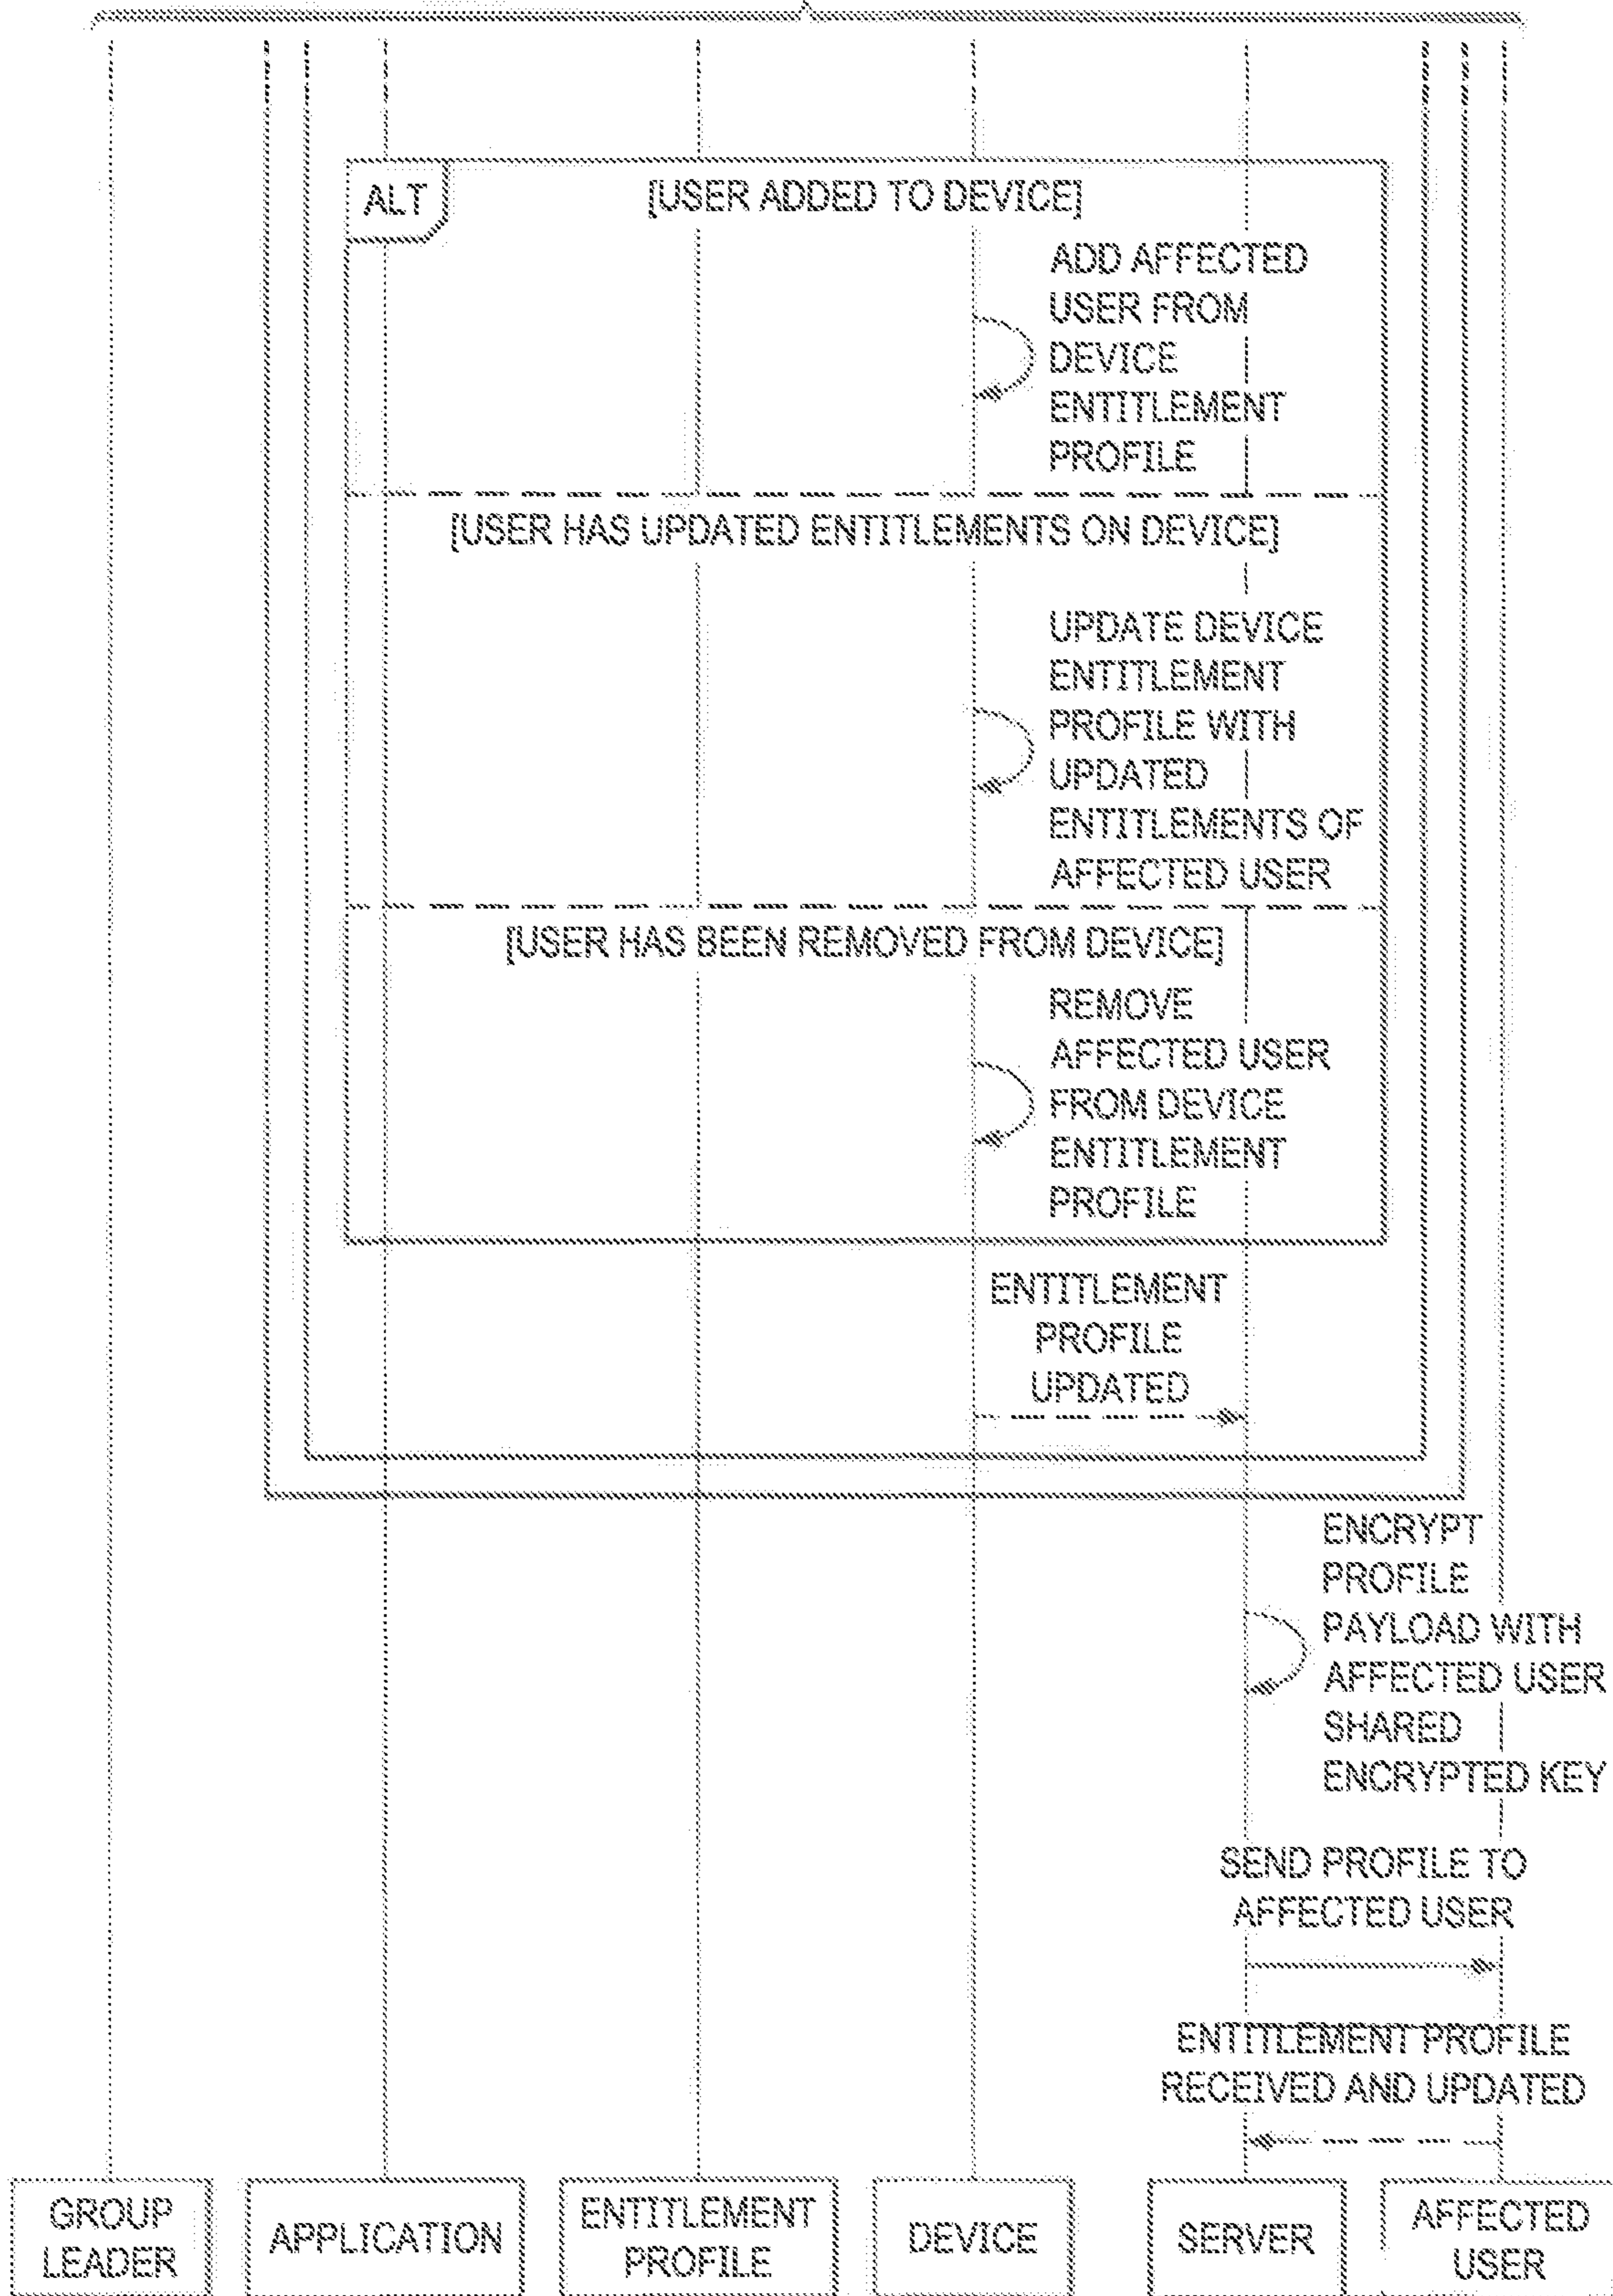 ALT
[USER ADDED TO DEVICE]
ADD AFFECTED
USER FROM
DEVICE
ENTITLEMENT
PROFILE
[USER HAS UPDATED ENTITLEMENTS ON DEVICE]
UPDATE DEVICE
ENTITLEMENT
PROFILE WITH
UPDATED
ENTITLEMENTS OF
AFFECTED USER
[USER HAS BEEN REMOVED FROM DEVICE]
REMOVE
AFFECTED USER
FROM DEVICE
ENTITLEMENT
PROFILE
ENTITLEMENT
PROFILE
UPDATED
ENCRYPT
PROFILE
PAYLOAD WITH
AFFECTED USER
SHARED
ENCRYPTED KEY
SEND PROFILE TO
AFFECTED USER
ENTITLEMENT PROFILE
RECEIVED AND UPDATED
GROUP
LEADER
APPLICATION
ENTITLEMENT
PROFILE
DEVICE
SERVER
AFFECTED
USER